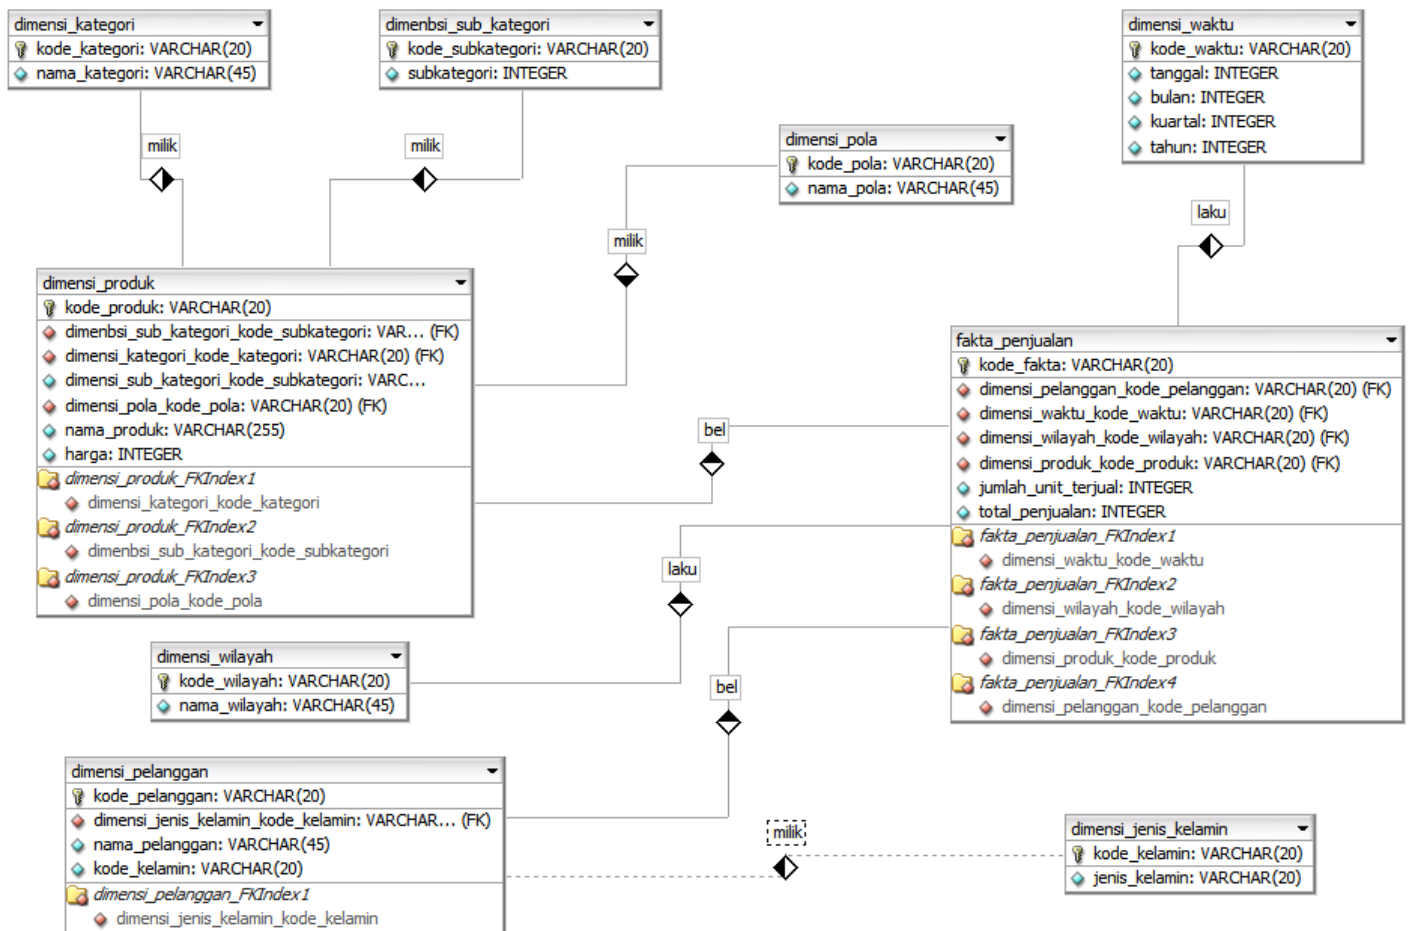 dimensi_kategori
kode_kategori: VARCHAR(20)
nama_kategori: VARCHAR(45)
dimenbsi_sub_kategori
kode_subkategori: VARCHAR(20)
subkategori: INTEGER
dimensi_waktu
kode_waktu: VARCHAR(20)
tanggal: INTEGER
bulan: INTEGER
kuartal: INTEGER
tahun: INTEGER
milik
milik
dimensi_pola
kode_pola: VARCHAR(20)
nama_pola: VARCHAR(45)
laku
milik
dimensi_produk
kode_produk: VARCHAR(20)
dimenbsi_sub_kategori_kode_subkategori: VAR... (FK)
dimensi_kategori_kode_kategori: VARCHAR(20) (FK)
dimensi_sub_kategori_kode_subkategori: VARC...
dimensi_pola_kode_pola: VARCHAR(20) (FK)
nama_produk: VARCHAR(255)
harga: INTEGER
dimensi_produk_FKIndex1
dimensi_kategori_kode_kategori
dimensi_produk_FKIndex2
dimenbsi_sub_kategori_kode_subkategori
dimensi_produk_FKIndex3
dimensi_pola_kode_pola
fakta_penjualan
kode_fakta: VARCHAR(20)
dimensi_pelanggan_kode_pelanggan: VARCHAR(20) (FK)
dimensi_waktu_kode_waktu: VARCHAR(20) (FK)
dimensi_wilayah_kode_wilayah: VARCHAR(20) (FK)
dimensi_produk_kode_produk: VARCHAR(20) (FK)
jumlah_unit_terjual: INTEGER
total_penjualan: INTEGER
fakta_penjualan_FKIndex1
dimensi_waktu_kode_waktu
fakta_penjualan_FKIndex2
dimensi_wilayah_kode_wilayah
fakta_penjualan_FKIndex3
dimensi_produk_kode_produk
fakta_penjualan_FKIndex4
dimensi_pelanggan_kode_pelanggan
bel
laku
dimensi_wilayah
kode_wilayah: VARCHAR(20)
nama_wilayah: VARCHAR(45)
bel
dimensi_pelanggan
kode_pelanggan: VARCHAR(20)
dimensi_jenis_kelamin_kode_kelamin: VARCHAR... (FK)
nama_pelanggan: VARCHAR(45)
kode_kelamin: VARCHAR(20)
dimensi_pelanggan_FKIndex1
dimensi_jenis_kelamin_kode_kelamin
milik
dimensi_jenis_kelamin
kode_kelamin: VARCHAR(20)
jenis_kelamin: VARCHAR(20)